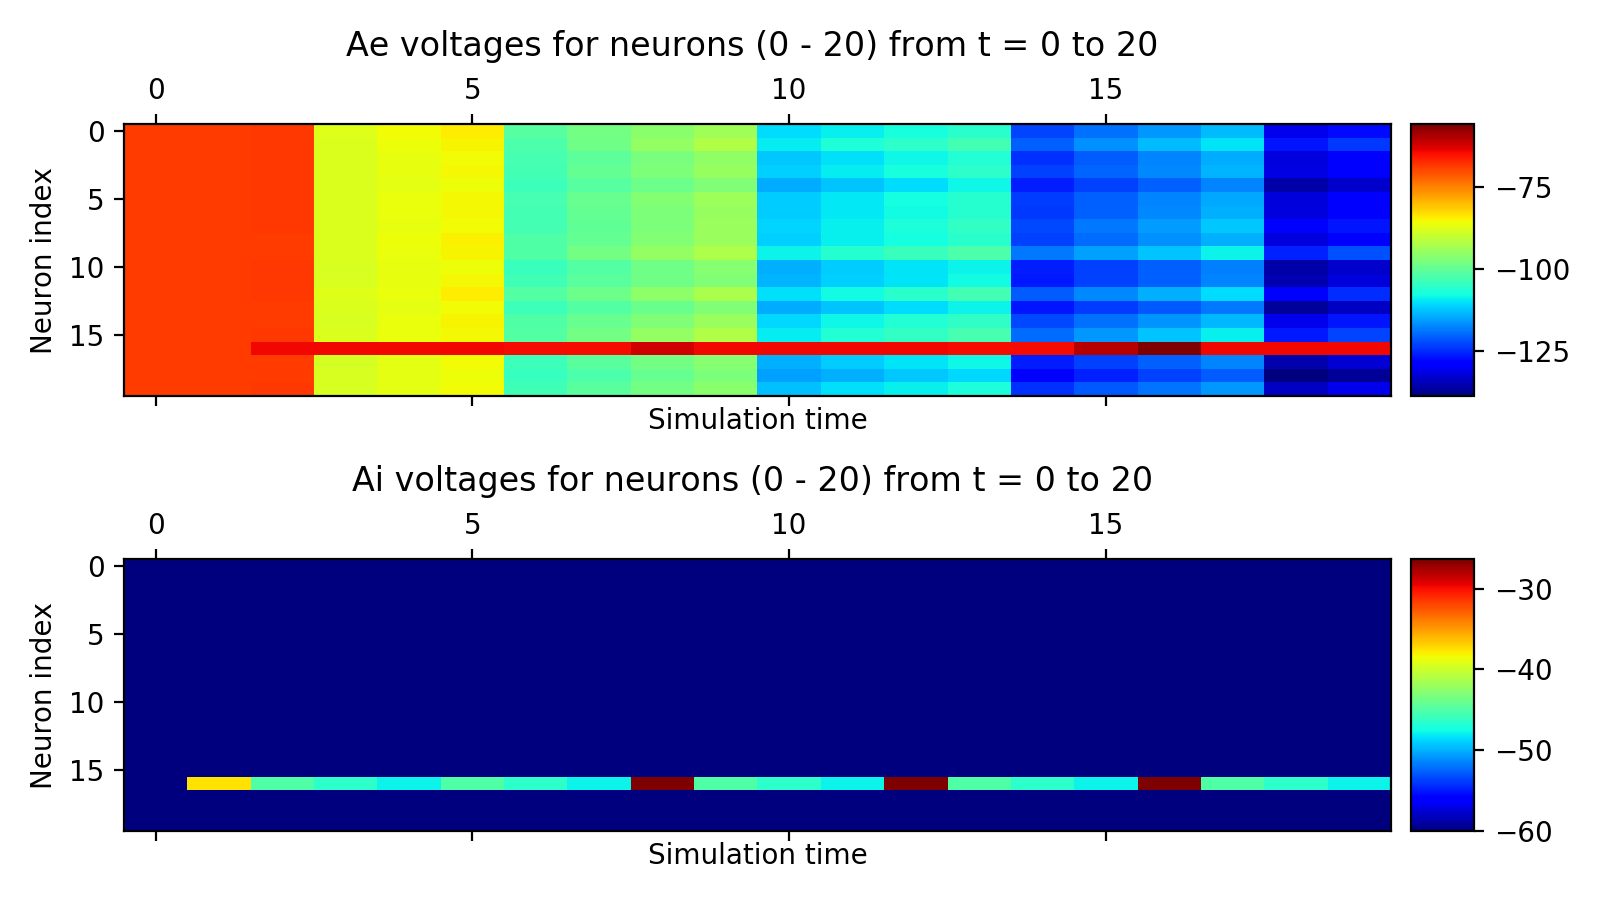 Ae voltages for neurons (0 - 20) from t = 0 to 20
0 5 10 15
Neuron index
0
5
10
15
−75
−100
−125
Simulation time
Ai voltages for neurons (0 - 20) from t = 0 to 20
0 5 10 15
Neuron index
0
5
10
15
−30
−40
−50
−60
Simulation time